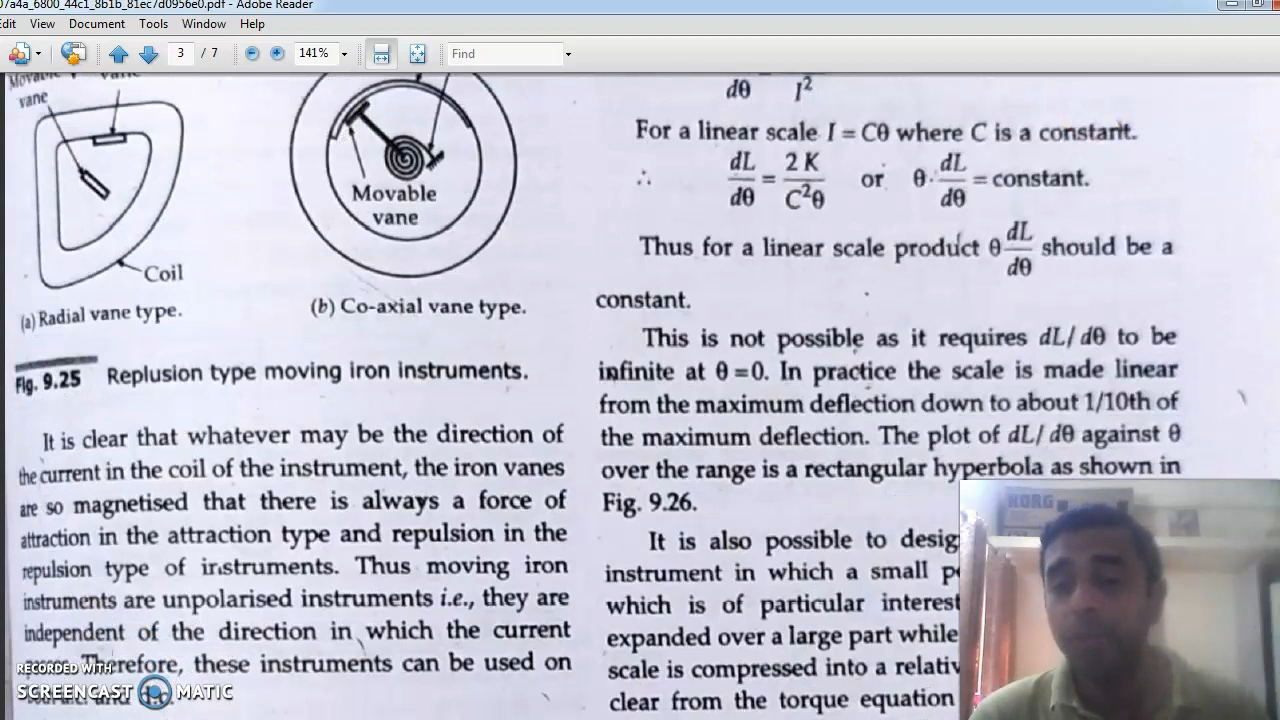 07a4a_6800_44c1_8b1b_81ec7d0956e0.pdf - Adobe Reader
Edit View Document Tools Window Help
3 / 7 141% Find
Movable
vane
vane
Coil
(a) Radial vane type.
Movable
vane
(b) Co-axial vane type.
Fig. 9.25 Replusion type moving iron instruments.
It is clear that whatever may be the direction of
the current in the coil of the instrument, the iron vanes
are so magnetised that there is always a force of
attraction in the attraction type and repulsion in the
repulsion type of instruments. Thus moving iron
instruments are unpolarised instruments i.e., they are
independent of the direction in which the current
Therefore, these instruments can be used on
dθ I²
For a linear scale I = Cθ where C is a constant.
∴ dL/dθ = 2 K/C²θ or θ·dL/dθ = constant.
Thus for a linear scale product θ dL/dθ should be a
constant.
This is not possible as it requires dL/dθ to be
infinite at θ = 0. In practice the scale is made linear
from the maximum deflection down to about 1/10th of
the maximum deflection. The plot of dL/dθ against θ
over the range is a rectangular hyperbola as shown in
Fig. 9.26.
It is also possible to desig
instrument in which a small p
which is of particular interest
expanded over a large part while
scale is compressed into a relativ
clear from the torque equation
KORG
RECORDED WITH
SCREENCAST MATIC